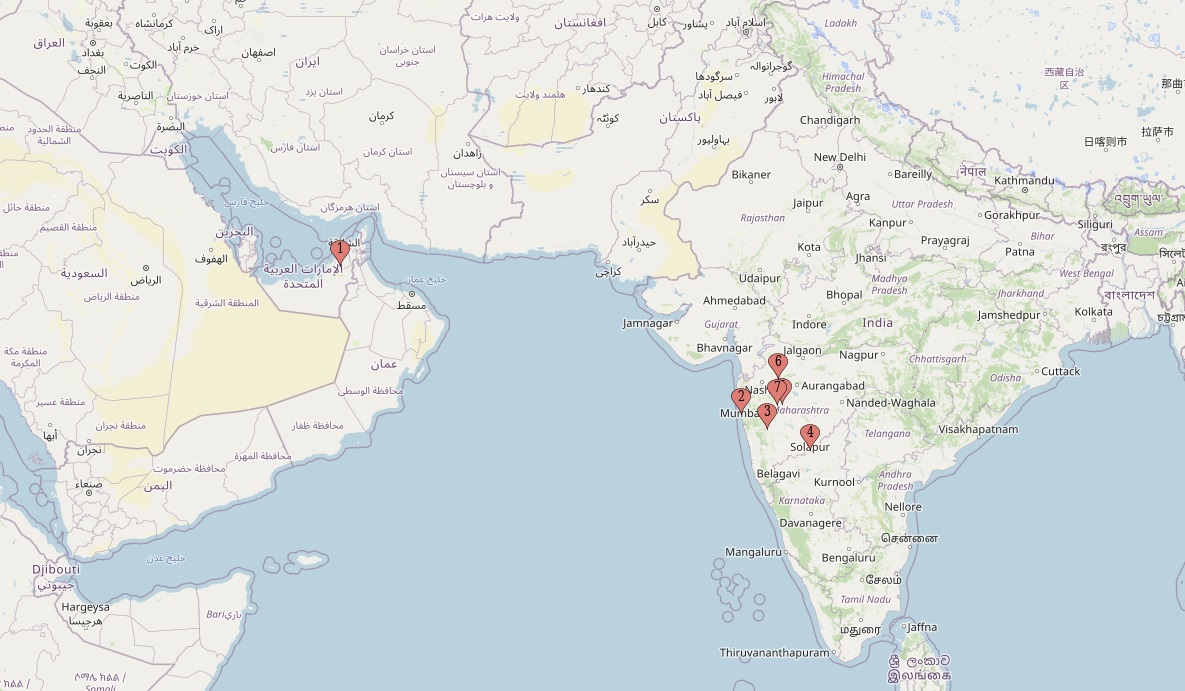 ولایت هرات
افغانستان
کابل
پشاور
اسلام آباد
Ladakh
بعقوبة
کرمانشاه
اراک
العراق
بغداد
خرم آباد
اصفهان
استان خراسان
جنوبی
ایران
النجف
الكوت
سرگودها
گوجرانوالہ
Himachal
Pradesh
西藏自治
区
那曲
الناصرية
استان خوزستان
استان یزد
هلمند ولایت
کندهار
فیصل آباد
لاہور
منطقة الحدود
الشمالية
البصرة
کرمان
کوئٹہ
پاکستان
Chandigarh
拉萨市
日喀则市
الكويت
استان فارس
استان کرمان
زاهدان
بہاولپور
New Delhi
استان سیستان
و بلوچستان
Bikaner
Bareilly
नेपाल
Kathmandu
منطقة حائل
خلیج فارس
استان هرمزگان
سکر
Jaipur
Agra
Uttar Pradesh
འབྲུག་ཡུལ་
منطقة القصيم
البحرين
Rajasthan
Kanpur
Gorakhpur
Siliguri
Assam
حیدرآباد
Kota
Jhansi
Prayagraj
Bihar
Patna
রংপুর
সিলেট
1
الهفوف
السعودية
الرياض
الإمارات العربية
المتحدة
خليج عمان
کراچی
Udaipur
Madhya
Pradesh
West Bengal
منطقة الرياض
المنطقة الشرقية
مسقط
Ahmedabad
Bhopal
Jharkhand
বাংলাদেশ
Jamnagar
Gujarat
Indore
India
Jamshedpur
Kolkata
চট্টগ্রাম
منطقة مكة
المكرمة
عمان
Bhavnagar
Jalgaon
Nagpur
Chhattisgarh
6
Cuttack
محافظة الوسطى
7
Aurangabad
Odisha
منطقة عسير
2
Nanded-Waghala
3
أبها
منطقة نجران
محافظة ظفار
4
Telangana
Visakhapatnam
نجران
محافظة المهرة
Solapur
محافظة حضرموت
صنعاء
اليمن
Belagavi
Kurnool
Andhra
Pradesh
Karnataka
Nellore
Davanagere
சென்னை
Mangaluru
Bengaluru
خليج عدن
Djibouti
جيبوتي
சேலம்
Hargeysa
هرجيسا
Bari باري
Tamil Nadu
மதுரை
Jaffna
Thiruvananthapuram
ශ්‍රී ලංකාව
இலங்கை
Somali